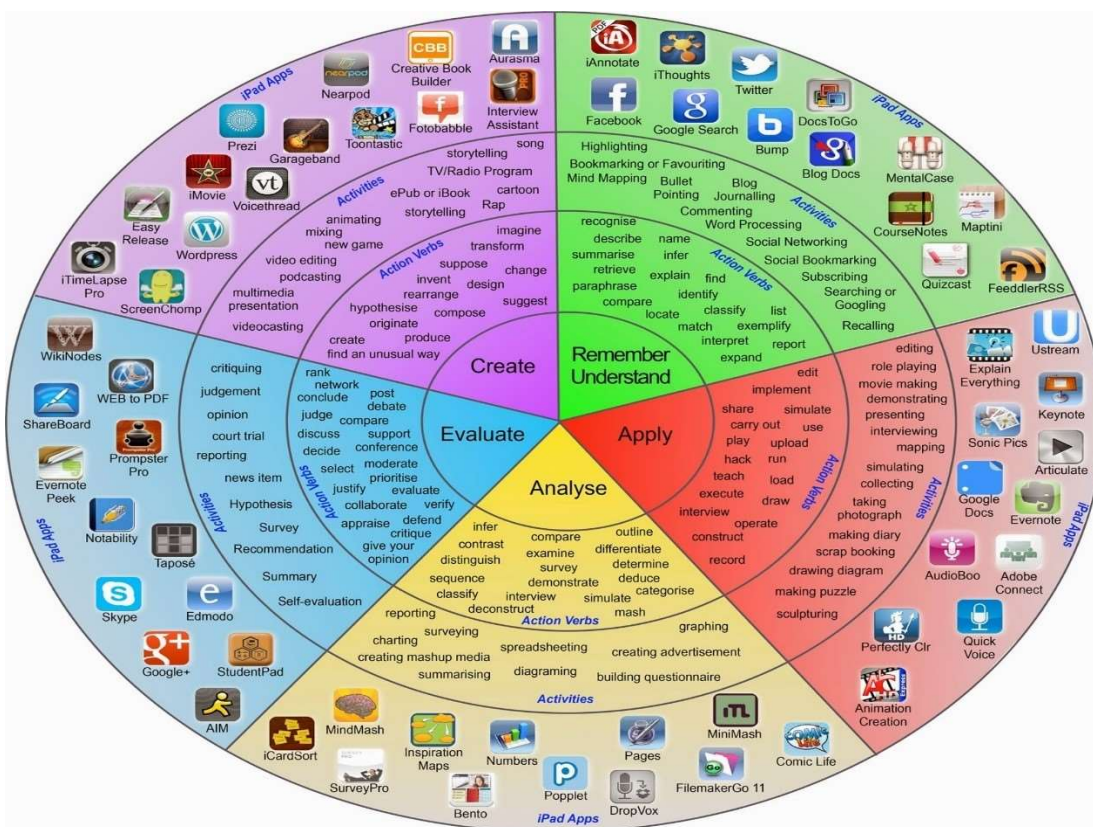 iPad Apps
Aurasma
CBB
Creative Book
Builder
nearpod
Nearpod
PRO
Interview
Assistant
Fotobabble
Toontastic
Prezi
Garageband
iMovie
vt
Voicethread
Easy
Release
Wordpress
iTimeLapse
Pro
ScreenChomp
Activities
song
storytelling
TV/Radio Program
ePub or iBook
cartoon
Rap
storytelling
animating
mixing
new game
video editing
podcasting
multimedia
presentation
videocasting
Action Verbs
imagine
transform
suppose
change
invent
design
rearrange
suggest
hypothesise
compose
originate
create
produce
find an unusual way
Create
iPad Apps
PDF
iA
iAnnotate
iThoughts
Twitter
Facebook
Google Search
Bump
DocsToGo
Blog Docs
MentalCase
CourseNotes
Maptini
Quizcast
FeeddlerRSS
Activities
Highlighting
Bookmarking or Favouriting
Mind Mapping
Bullet
Pointing
Blog
Journalling
Commenting
Word Processing
Social Networking
Social Bookmarking
Subscribing
Searching or
Googling
Recalling
Action Verbs
recognise
describe
name
summarise
infer
retrieve
explain
find
paraphrase
identify
compare
classify
list
locate
exemplify
match
interpret
report
expand
Remember
Understand
Apply
Action Verbs
edit
implement
share
simulate
carry out
use
play
upload
hack
run
teach
load
execute
draw
interview
operate
construct
record
Activities
editing
role playing
movie making
demonstrating
presenting
interviewing
mapping
simulating
collecting
taking
photograph
making diary
scrap booking
drawing diagram
making puzzle
sculpturing
iPad Apps
Ustream
Explain
Everything
Keynote
Sonic Pics
Articulate
Google
Docs
Evernote
AudioBoo
Adobe
Connect
HD
Perfectly Clr
Quick
Voice
Express
Animation
Creation
Analyse
infer
compare
outline
contrast
examine
differentiate
distinguish
survey
determine
sequence
demonstrate
deduce
classify
interview
simulate
categorise
deconstruct
mash
Action Verbs
reporting
graphing
surveying
charting
spreadsheeting
creating advertisement
creating mashup media
summarising
diagraming
building questionnaire
Activities
MindMash
iCardSort
SurveyPro
Inspiration
Maps
Numbers
Bento
Popplet
Pages
DropVox
MiniMash
Go
FilemakerGo 11
Comic Life
iPad Apps
Evaluate
Action Verbs
rank
network
post
conclude
debate
judge
compare
discuss
support
decide
conference
select
moderate
prioritise
justify
evaluate
collaborate
verify
appraise
defend
critique
give your
opinion
Activities
critiquing
judgement
opinion
court trial
reporting
news item
Hypothesis
Survey
Recommendation
Summary
Self-evaluation
iPad Apps
WikiNodes
WEB to PDF
ShareBoard
Prompster
Pro
Evernote
Peek
Notability
Taposé
Skype
Edmodo
Google+
StudentPad
AIM